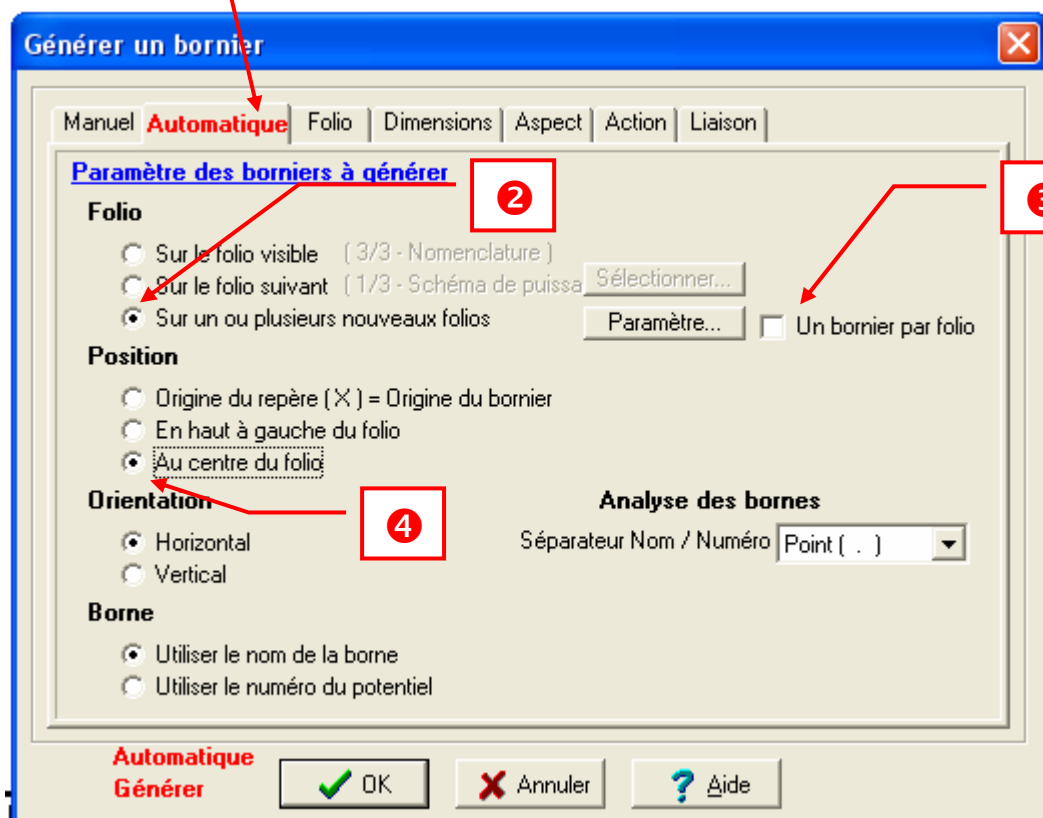 Générer un bornier
Manuel Automatique Folio Dimensions Aspect Action Liaison
Paramètre des borniers à générer
❷
Folio
❸
Sur le folio visible ( 3/3 - Nomenclature )
Sur le folio suivant ( 1/3 - Schéma de puissa Sélectionner...
Sur un ou plusieurs nouveaux folios Paramètre... Un bornier par folio
Position
Origine du repère ( X ) = Origine du bornier
En haut à gauche du folio
Au centre du folio
Orientation Analyse des bornes
❹
Horizontal Séparateur Nom / Numéro Point ( . )
Vertical
Borne
Utiliser le nom de la borne
Utiliser le numéro du potentiel
Automatique
Générer OK Annuler ? Aide